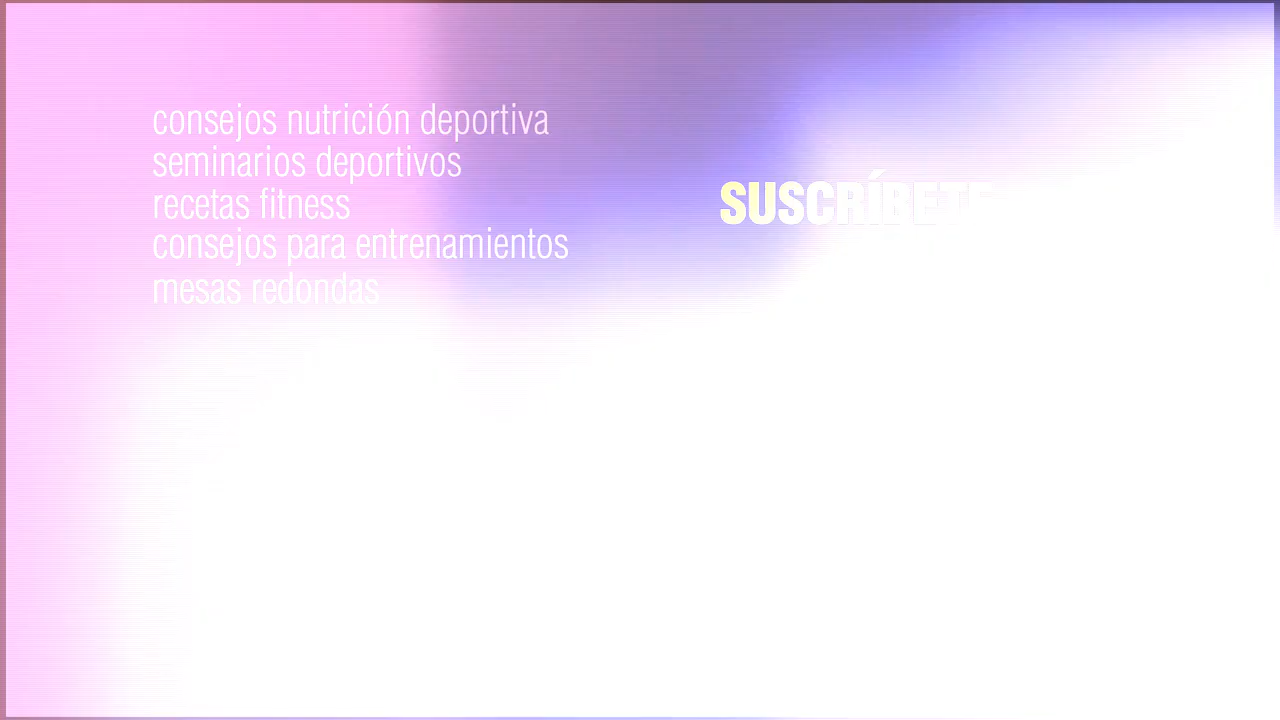 consejos nutrición deportiva
seminarios deportivos
recetas fitness
consejos para entrenamientos
mesas redondas
SUSCRÍBETE